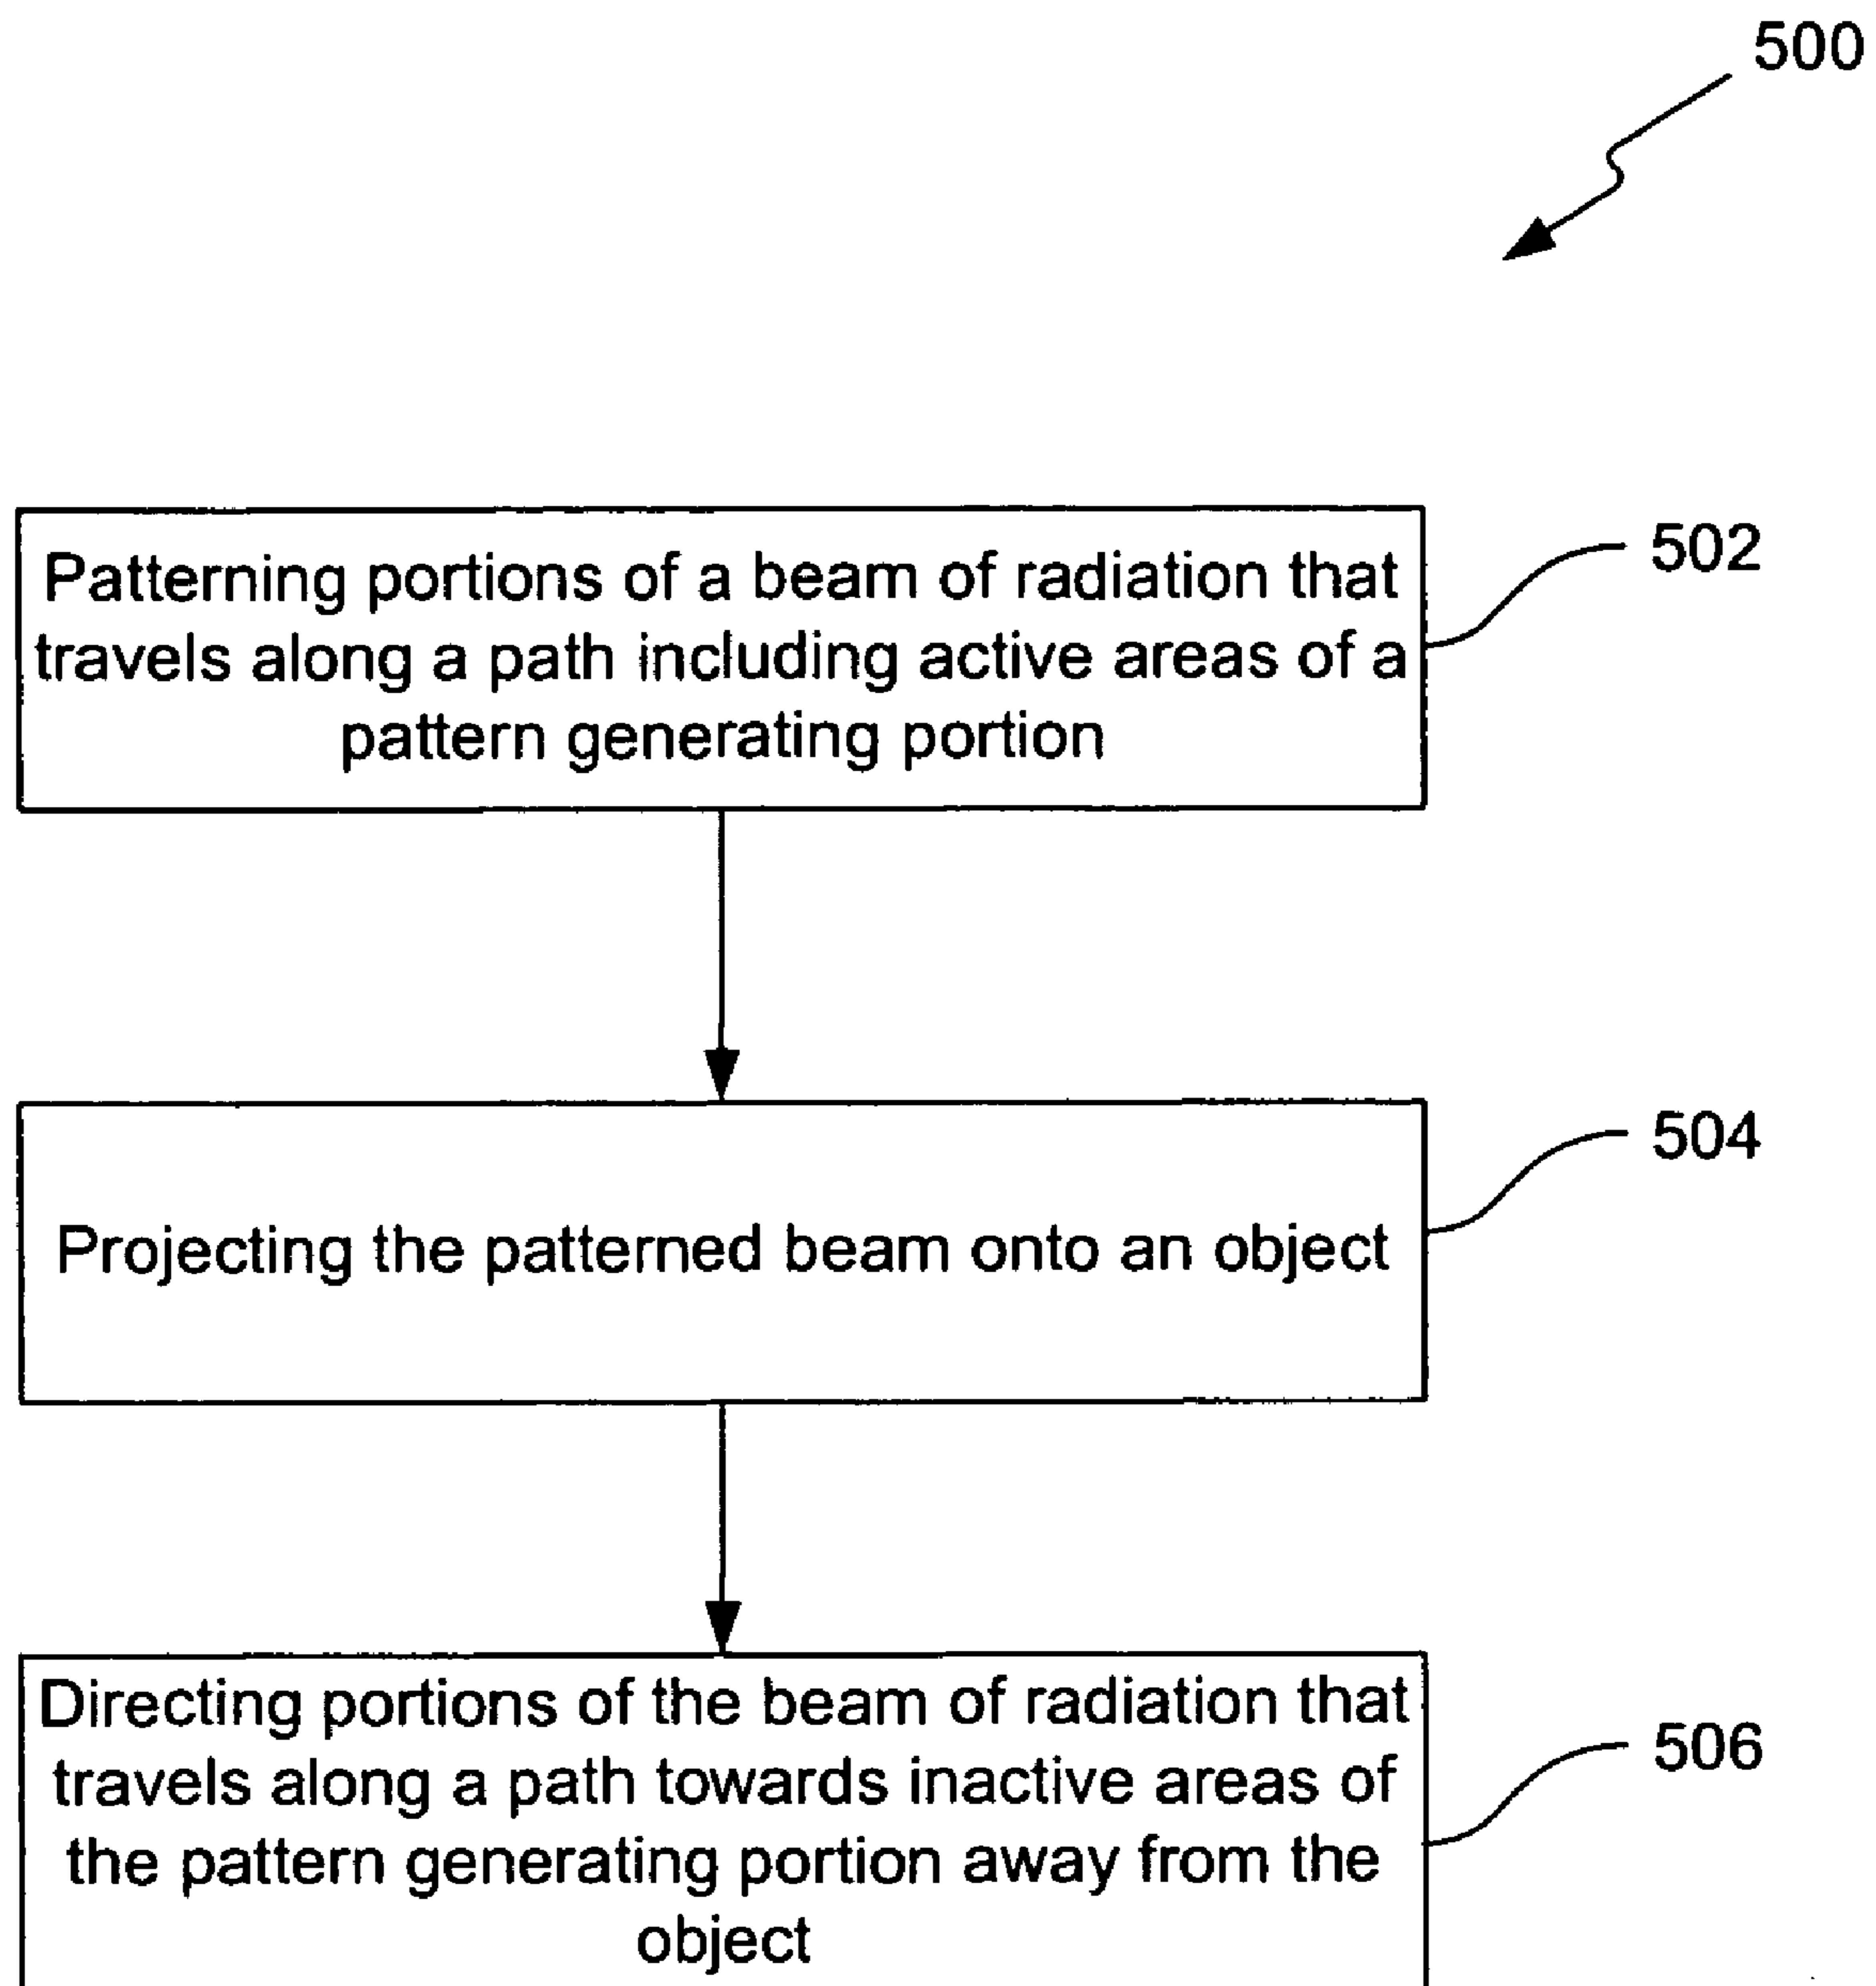 500
Patterning portions of a beam of radiation that
travels along a path including active areas of a
pattern generating portion
502
Projecting the patterned beam onto an object
504
Directing portions of the beam of radiation that
travels along a path towards inactive areas of
the pattern generating portion away from the
object
506